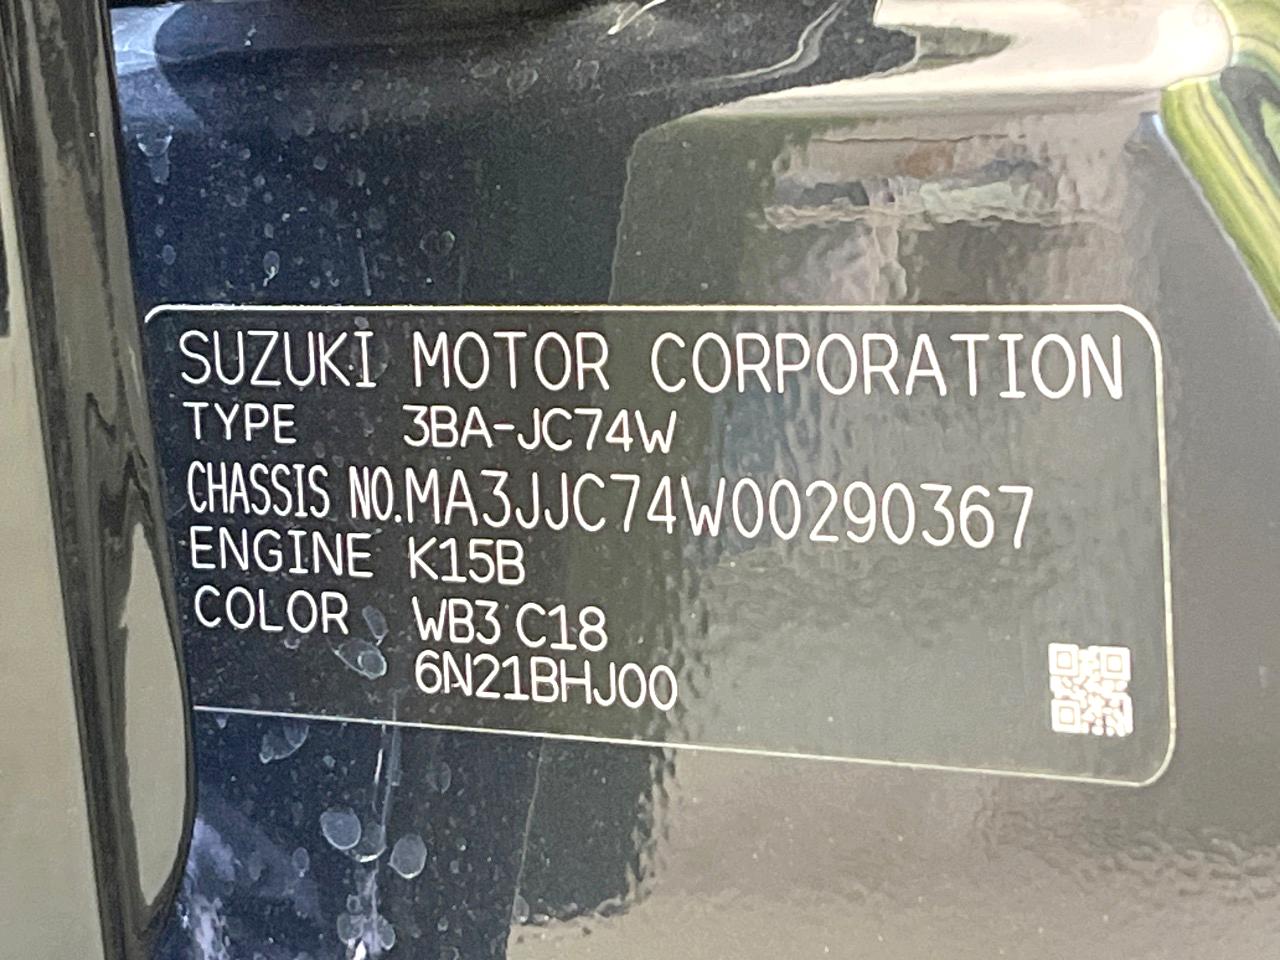 SUZUKI MOTOR CORPORATION
TYPE 3BA-JC74W
CHASSIS NO.MA3JJC74W00290367
ENGINE K15B
COLOR WB3 C18
6N21BHJ00